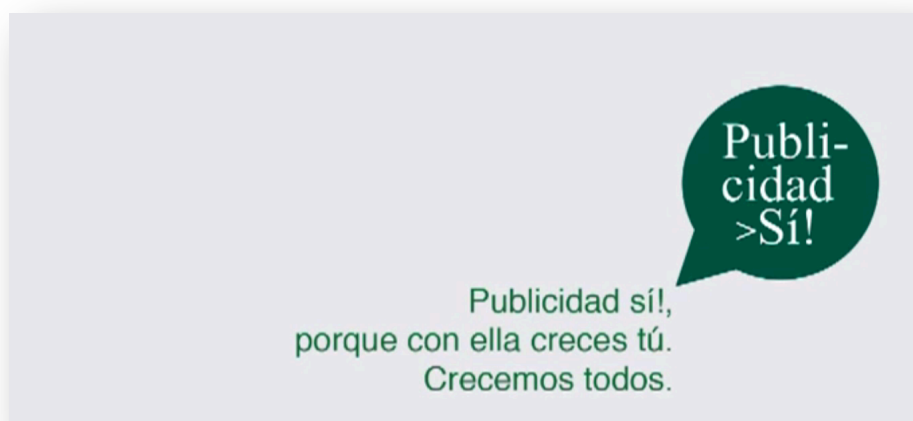 Publi-
cidad
>Sí!
Publicidad sí!,
porque con ella creces tú.
Crecemos todos.